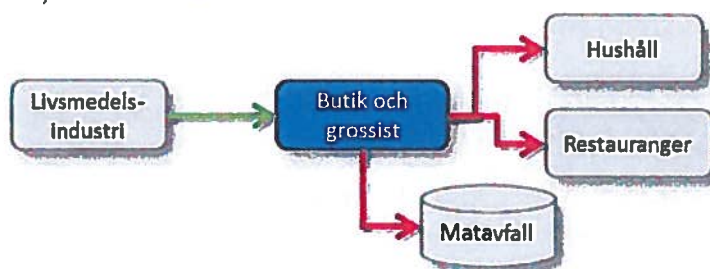 Livsmedels-
industri
Butik och
grossist
Hushåll
Restauranger
Matavfall